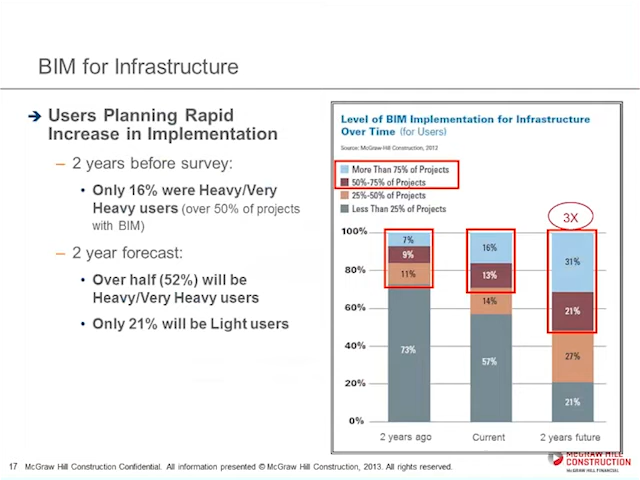 BIM for Infrastructure
Users Planning Rapid
Increase in Implementation
– 2 years before survey:
• Only 16% were Heavy/Very
Heavy users (over 50% of projects
with BIM)
– 2 year forecast:
• Over half (52%) will be
Heavy/Very Heavy users
• Only 21% will be Light users
Level of BIM Implementation for Infrastructure
Over Time (for Users)
Source: McGraw-Hill Construction, 2012
More Than 75% of Projects
50%-75% of Projects
25%-50% of Projects
Less Than 25% of Projects
3X
100%
80%
60%
40%
20%
0%
7%
9%
11%
73%
16%
13%
14%
57%
31%
21%
27%
21%
2 years ago
Current
2 years future
17 McGraw Hill Construction Confidential. All information presented © McGraw Hill Construction, 2013. All rights reserved.
McGRAW HILL
CONSTRUCTION
McGRAW HILL FINANCIAL